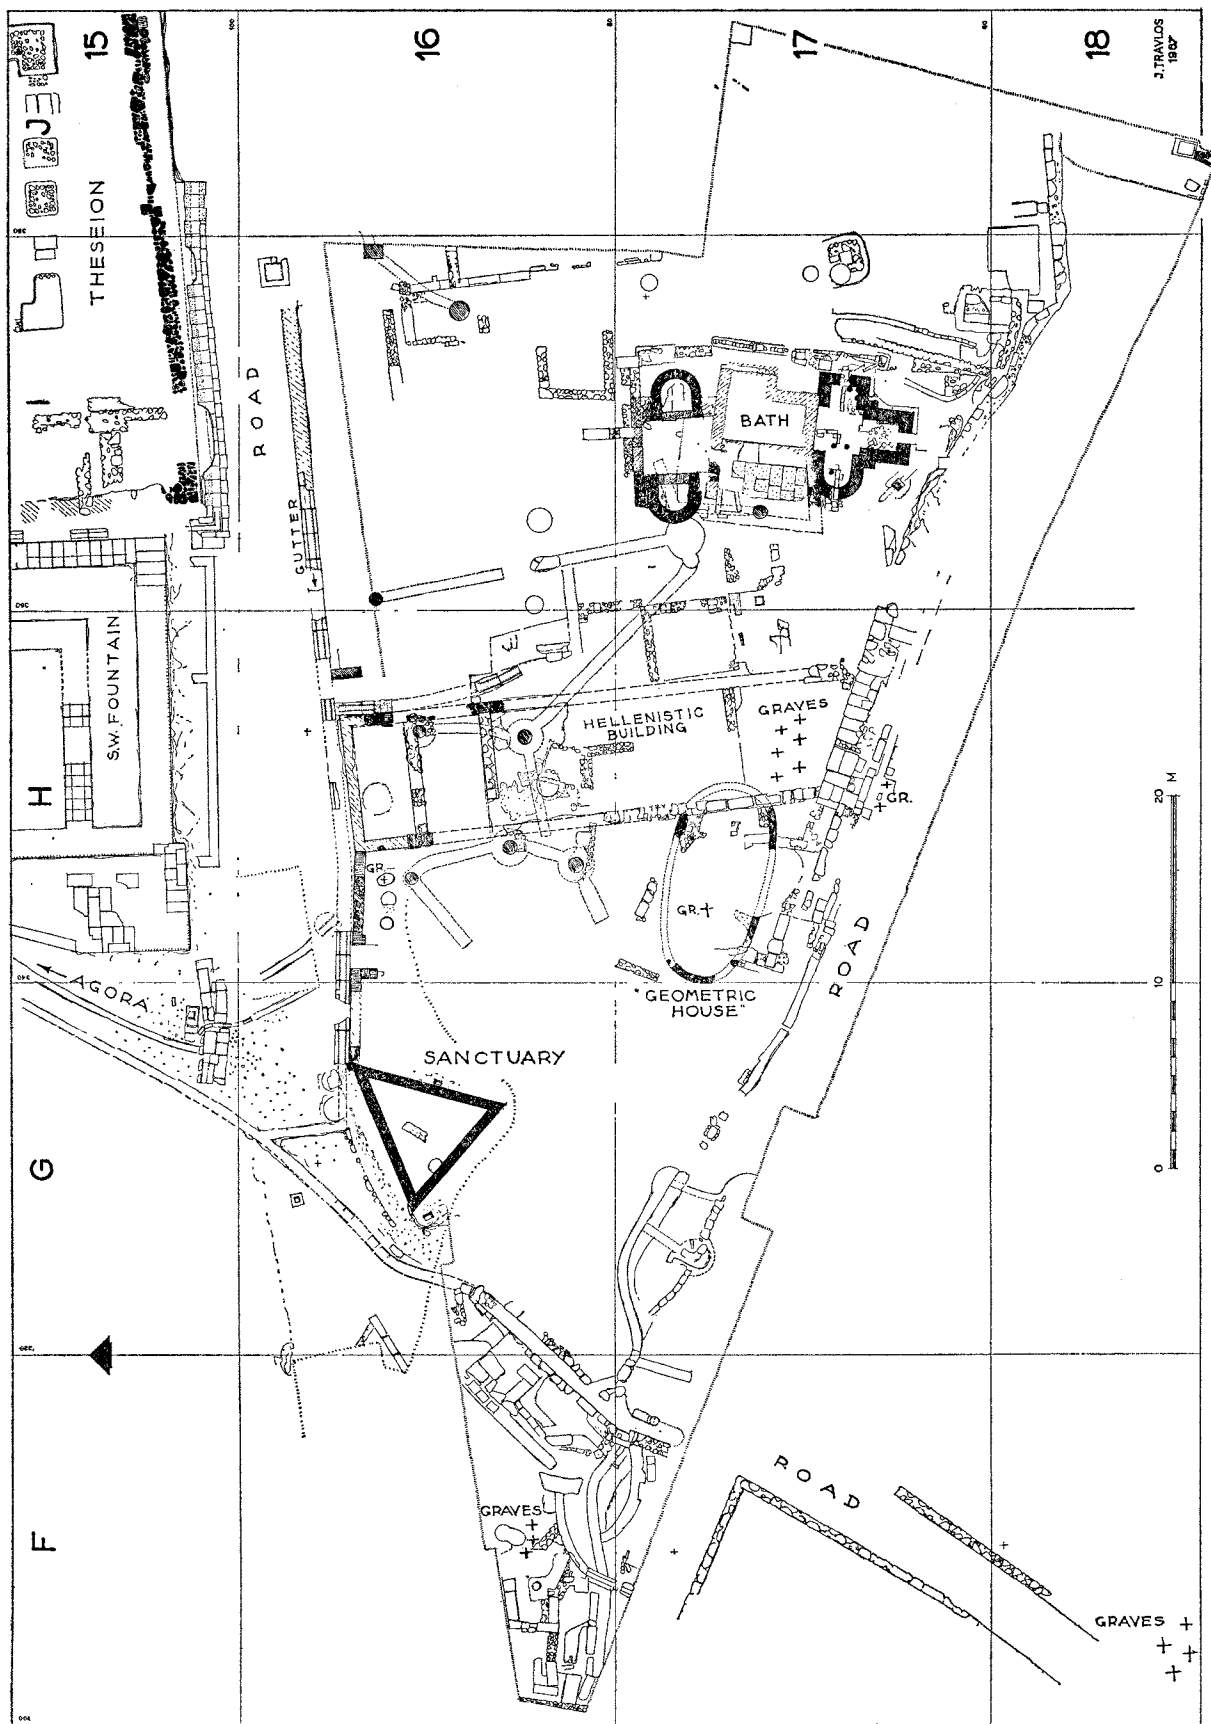 15
16
17
18
J. TRAVLOS
1967
J
THESEION
I
ROAD
BATH
GUTTER
S.W. FOUNTAIN
HELLENISTIC
BUILDING
GRAVES
H
20 M
GR.
GR.
GR.
ROAD
AGORA
"GEOMETRIC
HOUSE"
10
SANCTUARY
G
0
F
GRAVES
ROAD
GRAVES